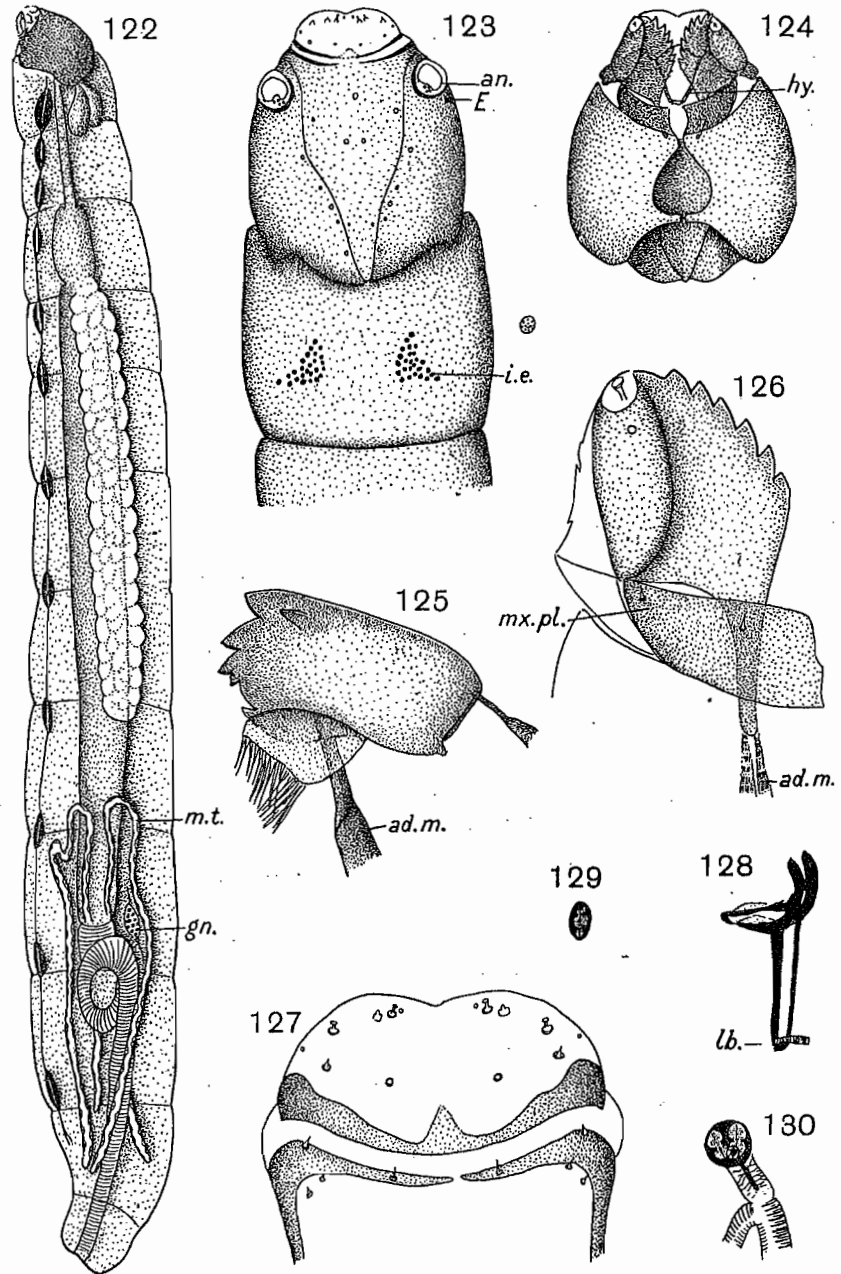 122
123
124
an.
E.
hy.
i.e.
126
125
mx.pl.
ad.m.
m.t.
ad.m.
129
128
gn.
127
lb.
130